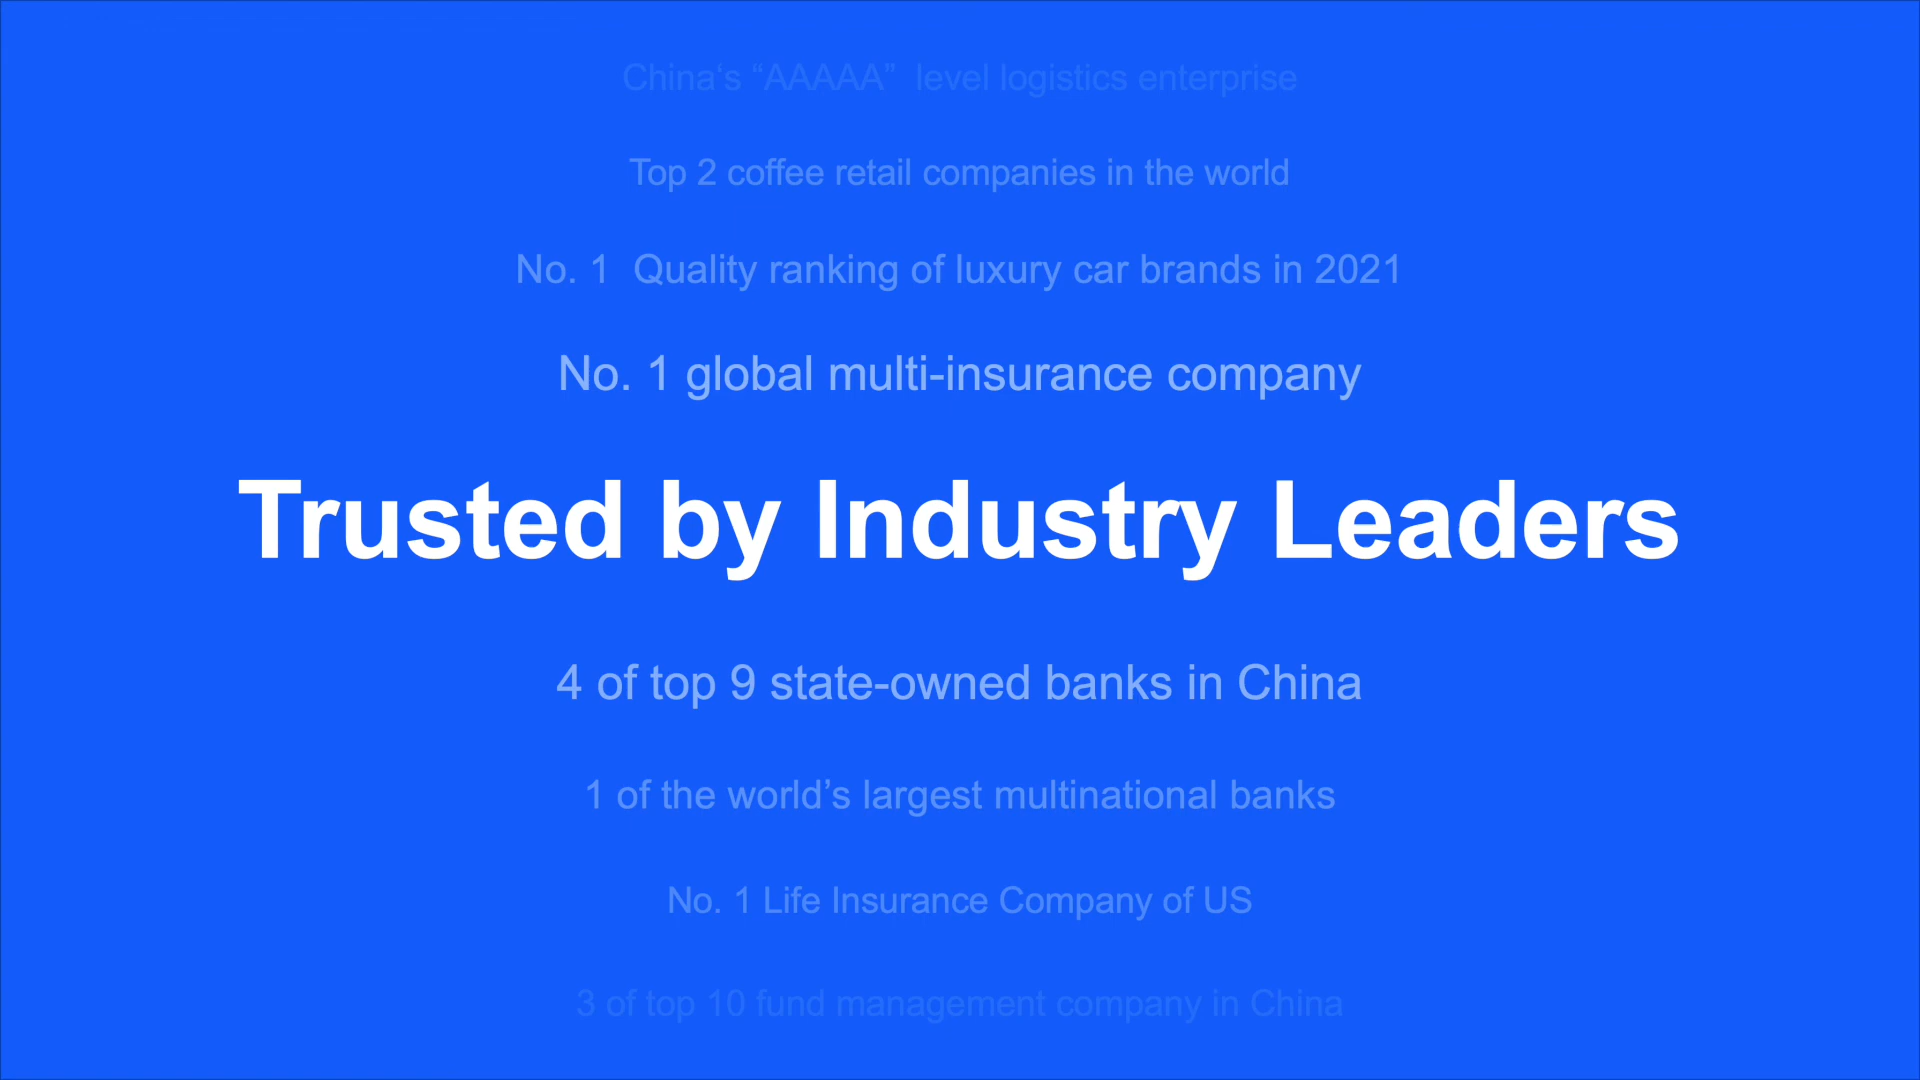 China‘s “AAAAA”  level logistics enterprise
Top 2 coffee retail companies in the world
No. 1  Quality ranking of luxury car brands in 2021
No. 1 global multi-insurance company
Trusted by Industry Leaders
4 of top 9 state-owned banks in China
1 of the world’s largest multinational banks
No. 1 Life Insurance Company of US
3 of top 10 fund management company in China